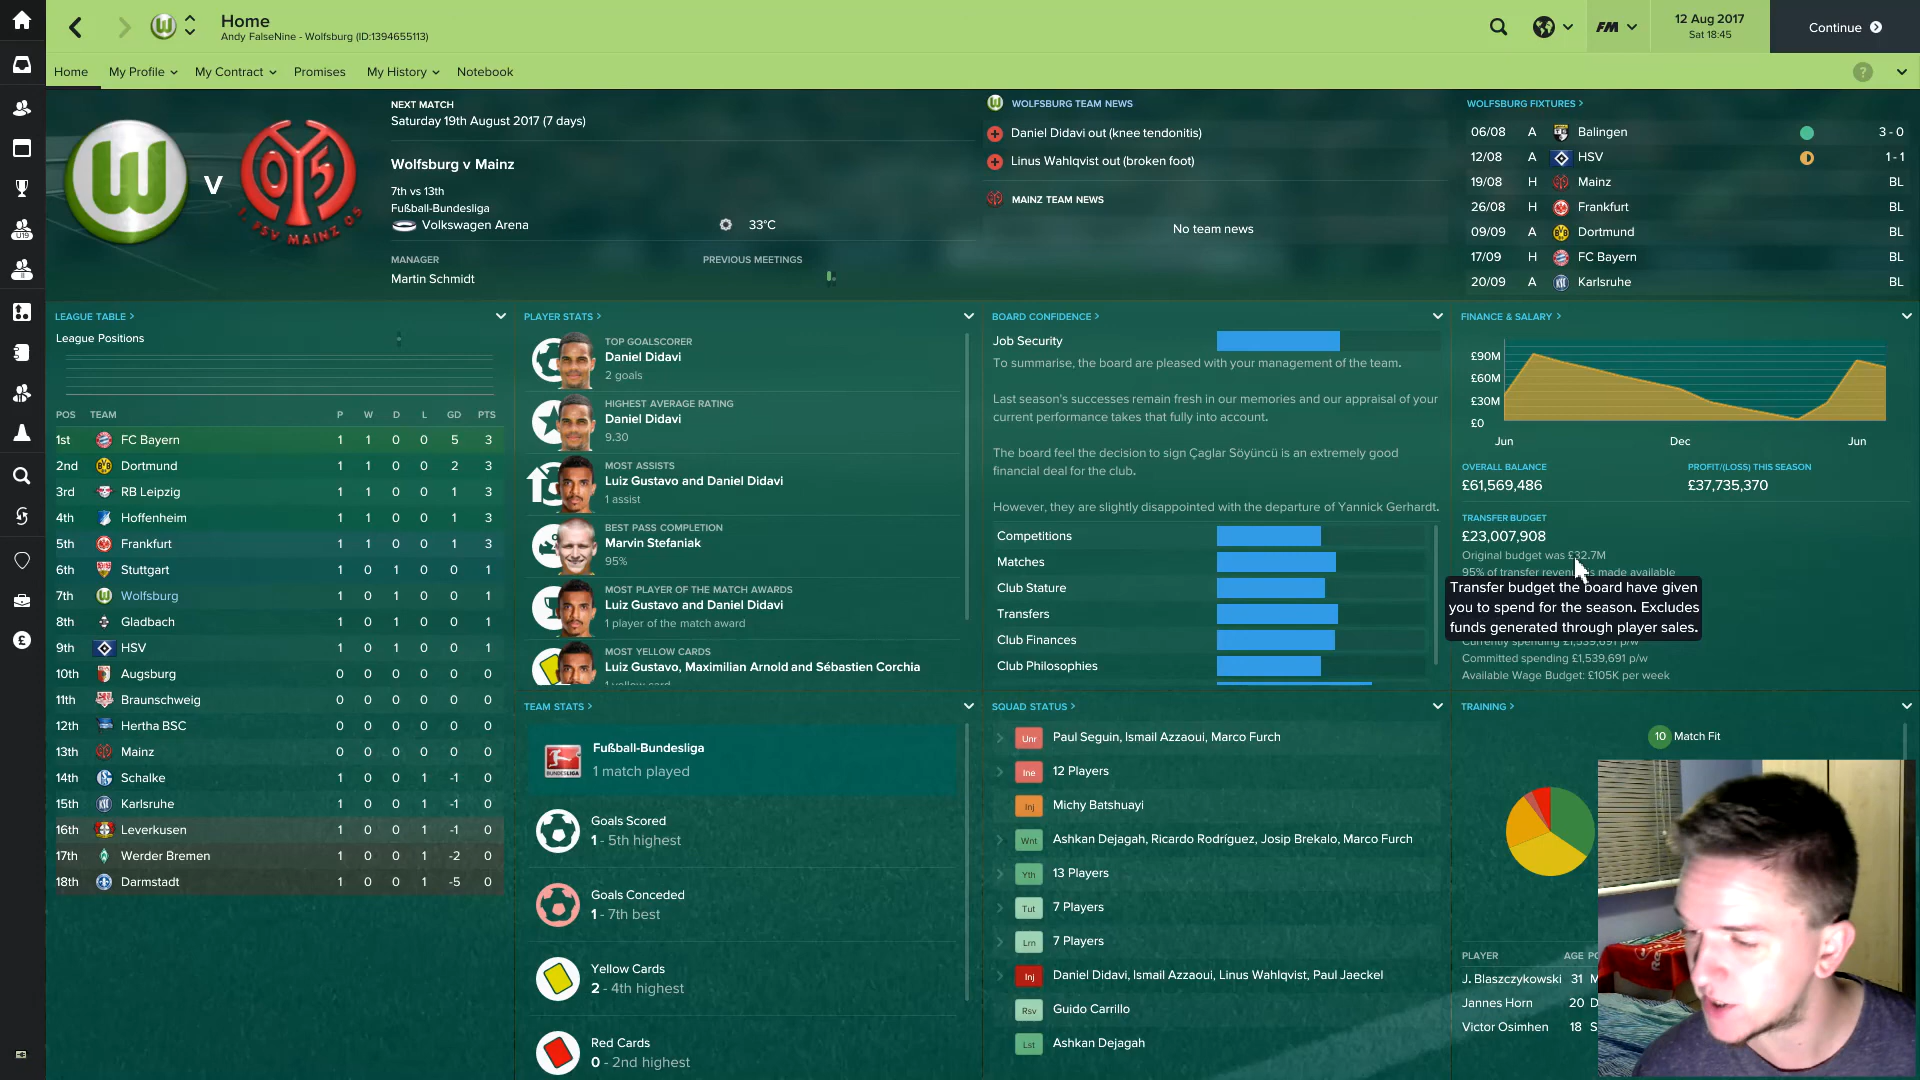 Home
Andy FalseNine - Wolfsburg (ID:1394655113)
FM
12 Aug 2017
Sat 18:45
Continue
Home
My Profile
My Contract
Promises
My History
Notebook
?
NEXT MATCH
Saturday 19th August 2017 (7 days)
Wolfsburg v Mainz
7th vs 13th
Fußball-Bundesliga
Volkswagen Arena
33°C
MANAGER
Martin Schmidt
PREVIOUS MEETINGS
V
WOLFSBURG TEAM NEWS
Daniel Didavi out (knee tendonitis)
Linus Wahlqvist out (broken foot)
MAINZ TEAM NEWS
No team news
WOLFSBURG FIXTURES >
06/08 A Balingen 3 - 0
12/08 A HSV 1 - 1
19/08 H Mainz BL
26/08 H Frankfurt BL
09/09 A Dortmund BL
17/09 H FC Bayern BL
20/09 A Karlsruhe BL
LEAGUE TABLE >
League Positions
POS TEAM P W D L GD PTS
1st FC Bayern 1 1 0 0 5 3
2nd Dortmund 1 1 0 0 2 3
3rd RB Leipzig 1 1 0 0 1 3
4th Hoffenheim 1 1 0 0 1 3
5th Frankfurt 1 1 0 0 1 3
6th Stuttgart 1 0 1 0 0 1
7th Wolfsburg 1 0 1 0 0 1
8th Gladbach 1 0 1 0 0 1
9th HSV 1 0 1 0 0 1
10th Augsburg 0 0 0 0 0 0
11th Braunschweig 0 0 0 0 0 0
12th Hertha BSC 0 0 0 0 0 0
13th Mainz 0 0 0 0 0 0
14th Schalke 1 0 0 1 -1 0
15th Karlsruhe 1 0 0 1 -1 0
16th Leverkusen 1 0 0 1 -1 0
17th Werder Bremen 1 0 0 1 -2 0
18th Darmstadt 1 0 0 1 -5 0
PLAYER STATS >
TOP GOALSCORER
Daniel Didavi
2 goals
HIGHEST AVERAGE RATING
Daniel Didavi
9.30
MOST ASSISTS
Luiz Gustavo and Daniel Didavi
1 assist
BEST PASS COMPLETION
Marvin Stefaniak
95%
MOST PLAYER OF THE MATCH AWARDS
Luiz Gustavo and Daniel Didavi
1 player of the match award
MOST YELLOW CARDS
Luiz Gustavo, Maximilian Arnold and Sébastien Corchia
1 yellow card
TEAM STATS >
Fußball-Bundesliga
1 match played
Goals Scored
1 - 5th highest
Goals Conceded
1 - 7th best
Yellow Cards
2 - 4th highest
Red Cards
0 - 2nd highest
BOARD CONFIDENCE >
Job Security
To summarise, the board are pleased with your management of the team.
Last season's successes remain fresh in our memories and our appraisal of your
current performance takes that fully into account.
The board feel the decision to sign Çaglar Söyüncü is an extremely good
financial deal for the club.
However, they are slightly disappointed with the departure of Yannick Gerhardt.
Competitions
Matches
Club Stature
Transfers
Club Finances
Club Philosophies
SQUAD STATUS >
Unr Paul Seguin, Ismail Azzaoui, Marco Furch
Ine 12 Players
Inj Michy Batshuayi
Wnt Ashkan Dejagah, Ricardo Rodríguez, Josip Brekalo, Marco Furch
Yth 13 Players
Tut 7 Players
Lrn 7 Players
Inj Daniel Didavi, Ismail Azzaoui, Linus Wahlqvist, Paul Jaeckel
Rsv Guido Carrillo
Lst Ashkan Dejagah
FINANCE & SALARY >
£90M
£60M
£30M
£0
Jun Dec Jun
OVERALL BALANCE
£61,569,486
PROFIT/(LOSS) THIS SEASON
£37,735,370
TRANSFER BUDGET
£23,007,908
Original budget was £32.7M
95% of transfer revenue is made available
Transfer budget the board have given
you to spend for the season. Excludes
funds generated through player sales.
Currently spending £1,539,691 p/w
Committed spending £1,539,691 p/w
Available Wage Budget: £105K per week
TRAINING >
10 Match Fit
PLAYER AGE
J. Blaszczykowski 31 M
Jannes Horn 20 D
Victor Osimhen 18 S